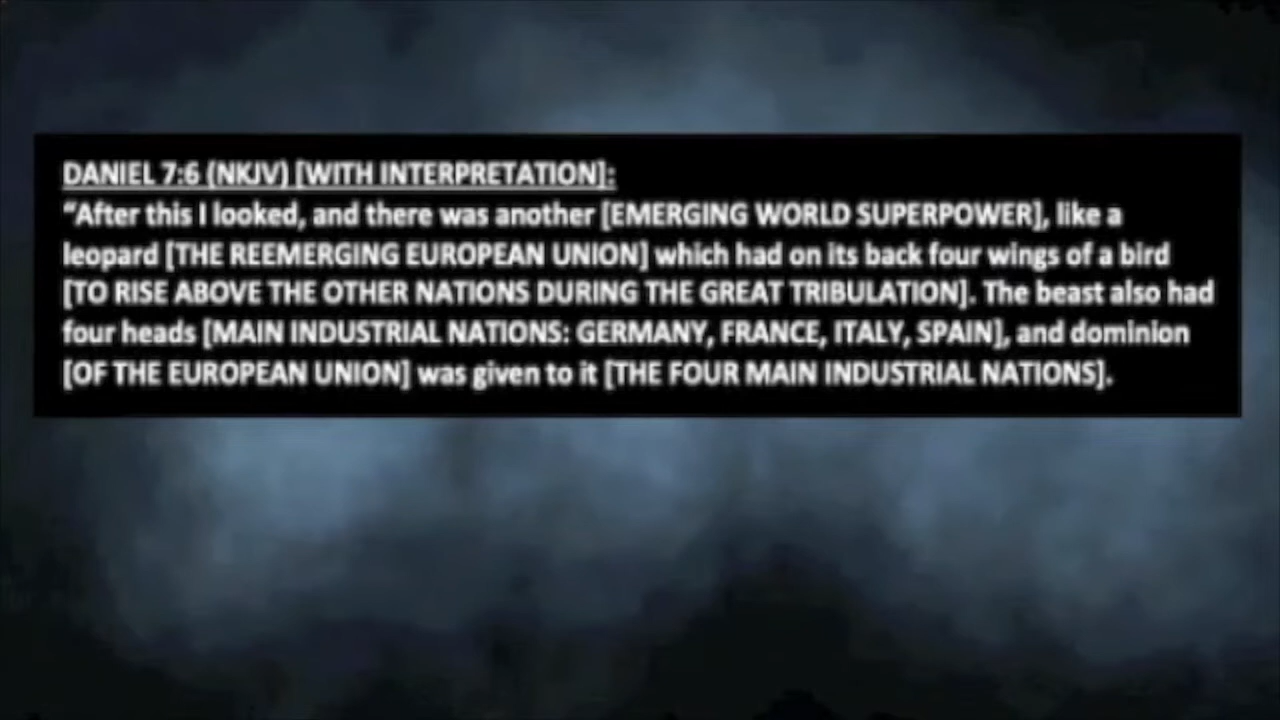 DANIEL 7:6 (NKJV) [WITH INTERPRETATION]:
“After this I looked, and there was another [EMERGING WORLD SUPERPOWER], like a
leopard [THE REEMERGING EUROPEAN UNION] which had on its back four wings of a bird
[TO RISE ABOVE THE OTHER NATIONS DURING THE GREAT TRIBULATION]. The beast also had
four heads [MAIN INDUSTRIAL NATIONS: GERMANY, FRANCE, ITALY, SPAIN], and dominion
[OF THE EUROPEAN UNION] was given to it [THE FOUR MAIN INDUSTRIAL NATIONS].